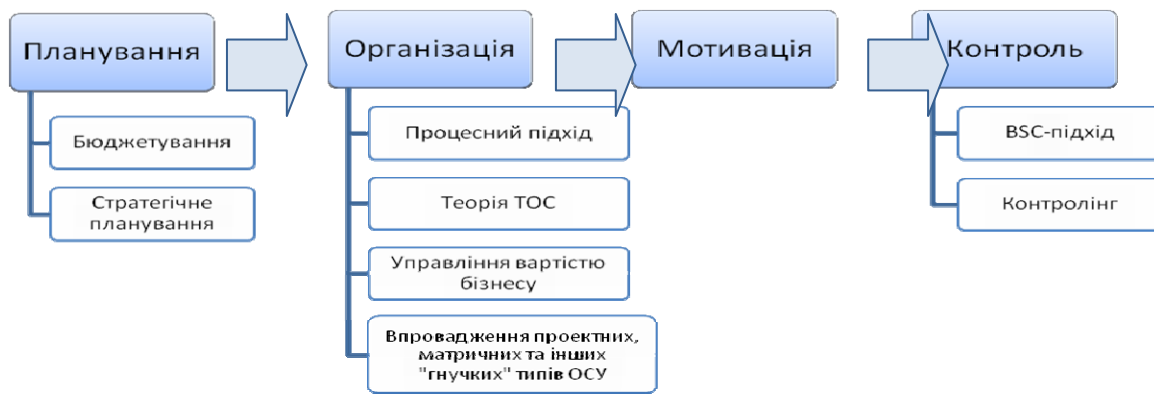 Планування
Організація
Мотивація
Контроль
Бюджетування
Стратегічне
планування
Процесний підхід
Теорія ТОС
Управління вартістю
бізнесу
Впровадження проектних,
матричних та інших
"гнучких" типів ОСУ
BSC-підхід
Контролінг